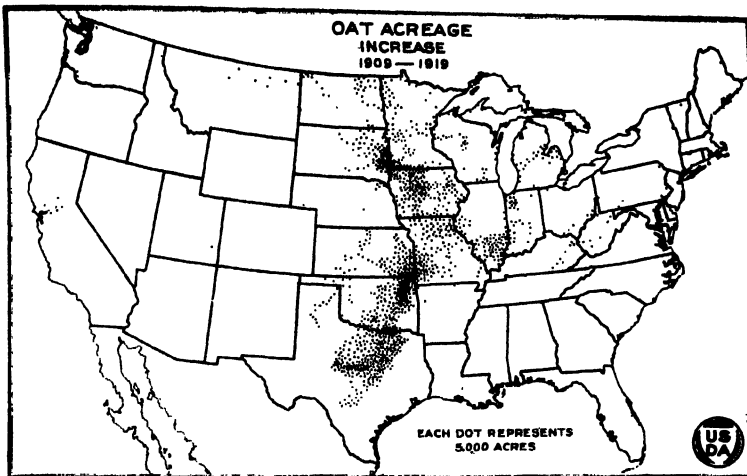 OAT ACREAGE
INCREASE
1909 — 1919
EACH DOT REPRESENTS
5,000 ACRES
US
DA